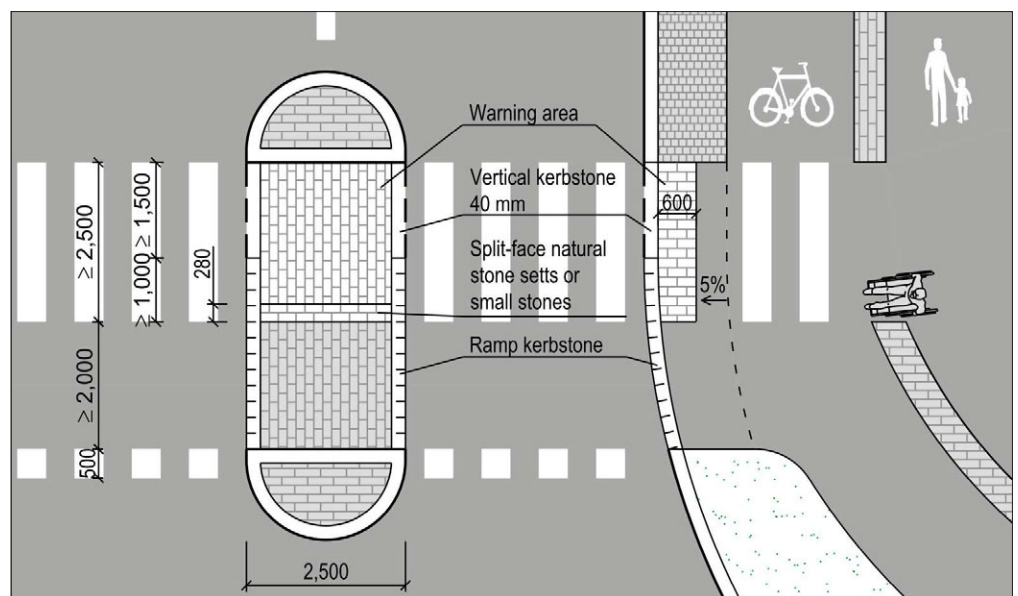 Warning area
Vertical kerbstone
40 mm
Split-face natural
stone setts or
small stones
Ramp kerbstone
≥ 2,500
≥ 1,500
≥ 1,000
280
≥ 2,000
500
2,500
600
5%